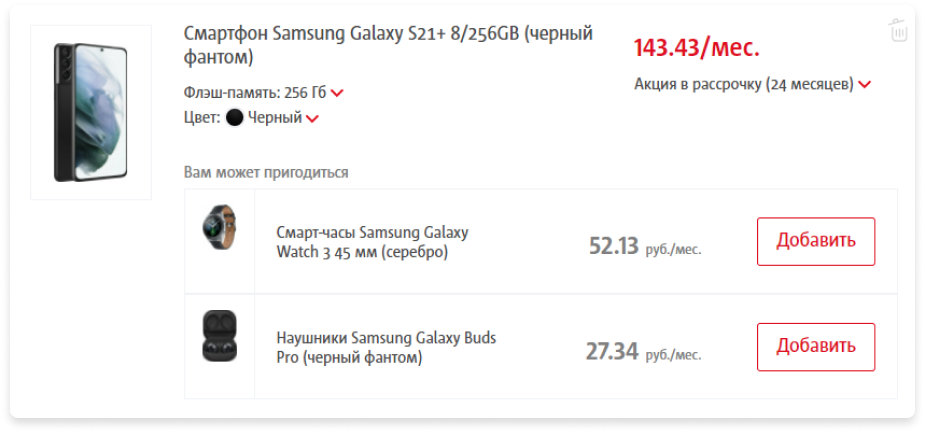 Смартфон Samsung Galaxy S21+ 8/256GB (черный
фантом)
143.43/мес.
Флэш-память: 256 Гб
Акция в рассрочку (24 месяцев)
Цвет: Черный
Вам может пригодиться
Смарт-часы Samsung Galaxy
Watch 3 45 мм (серебро)
52.13 руб./мес.
Добавить
Наушники Samsung Galaxy Buds
Pro (черный фантом)
27.34 руб./мес.
Добавить